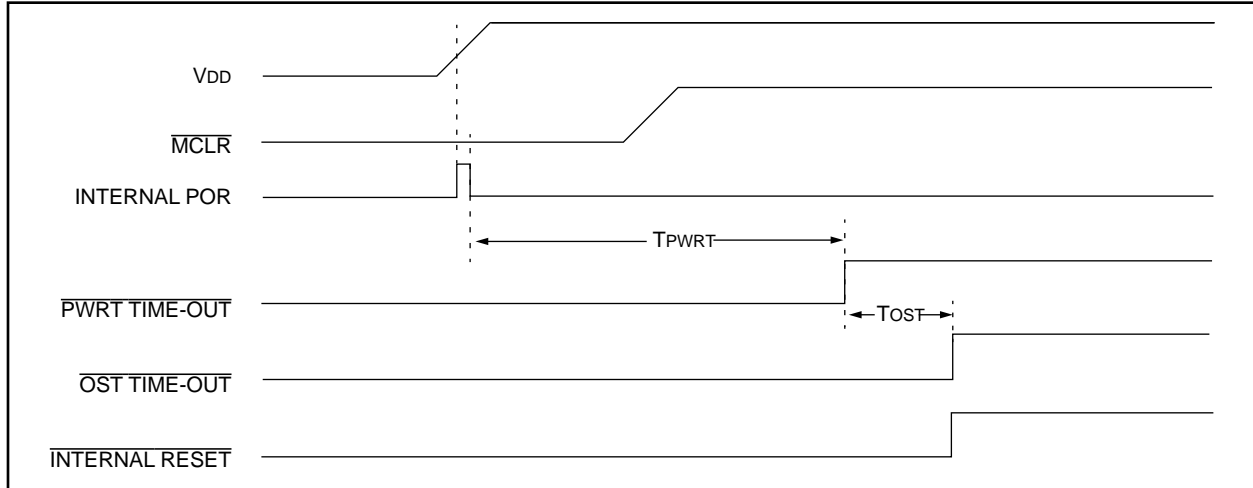 VDD
MCLR
INTERNAL POR
TPWRT
PWRT TIME-OUT
TOST
OST TIME-OUT
INTERNAL RESET